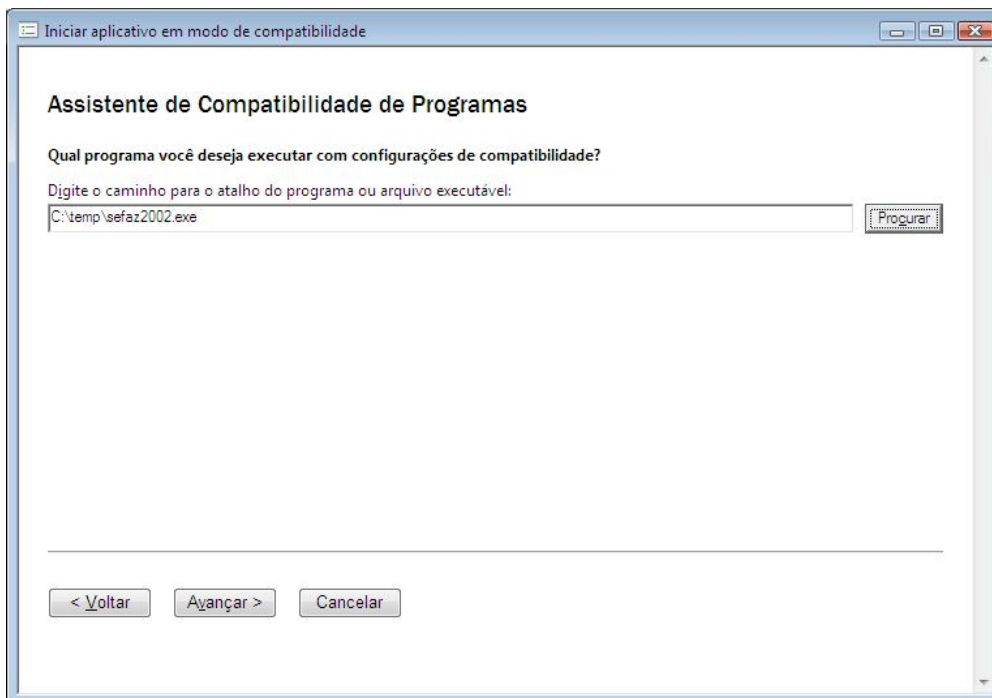 Iniciar aplicativo em modo de compatibilidade
Assistente de Compatibilidade de Programas
Qual programa você deseja executar com configurações de compatibilidade?
Digite o caminho para o atalho do programa ou arquivo executável:
C:\temp\sefaz2002.exe
Procurar
< Voltar
Avançar >
Cancelar